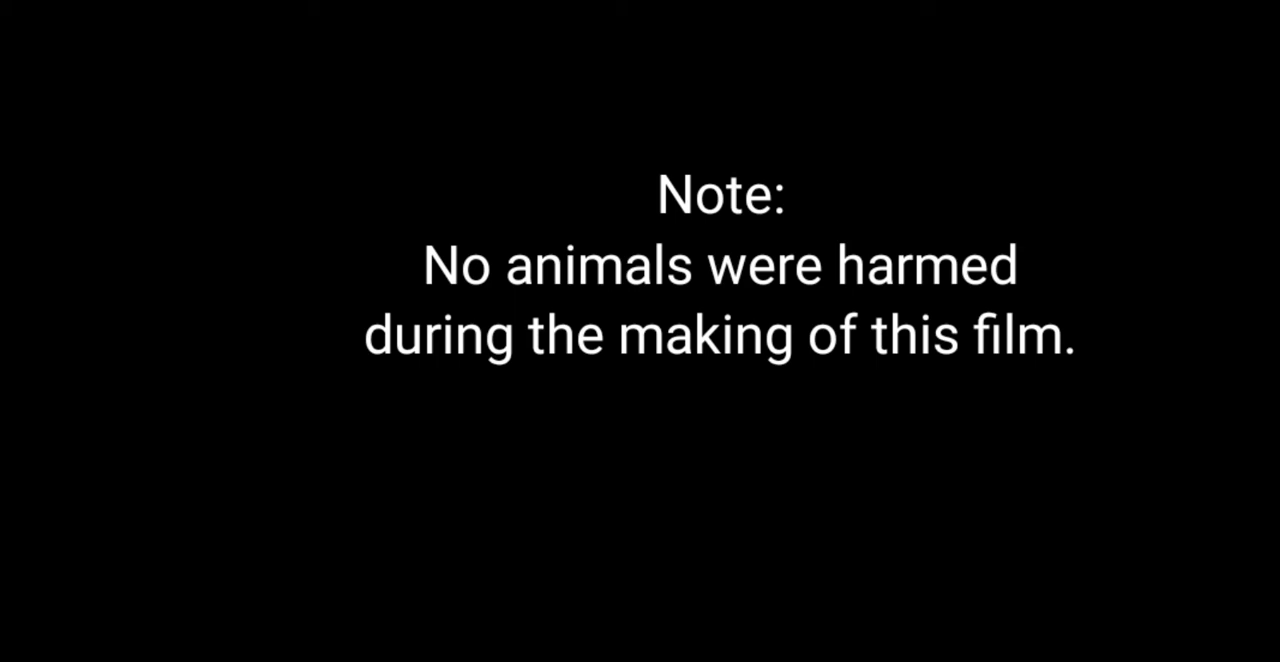 Note:
No animals were harmed
during the making of this film.